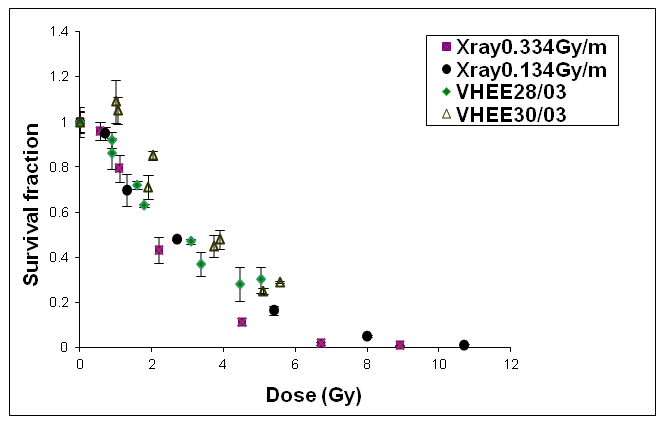 1.4
1.2
1
0.8
0.6
0.4
0.2
0
Survival fraction
0 2 4 6 8 10 12
Dose (Gy)
Xray0.334Gy/m
Xray0.134Gy/m
VHEE28/03
VHEE30/03